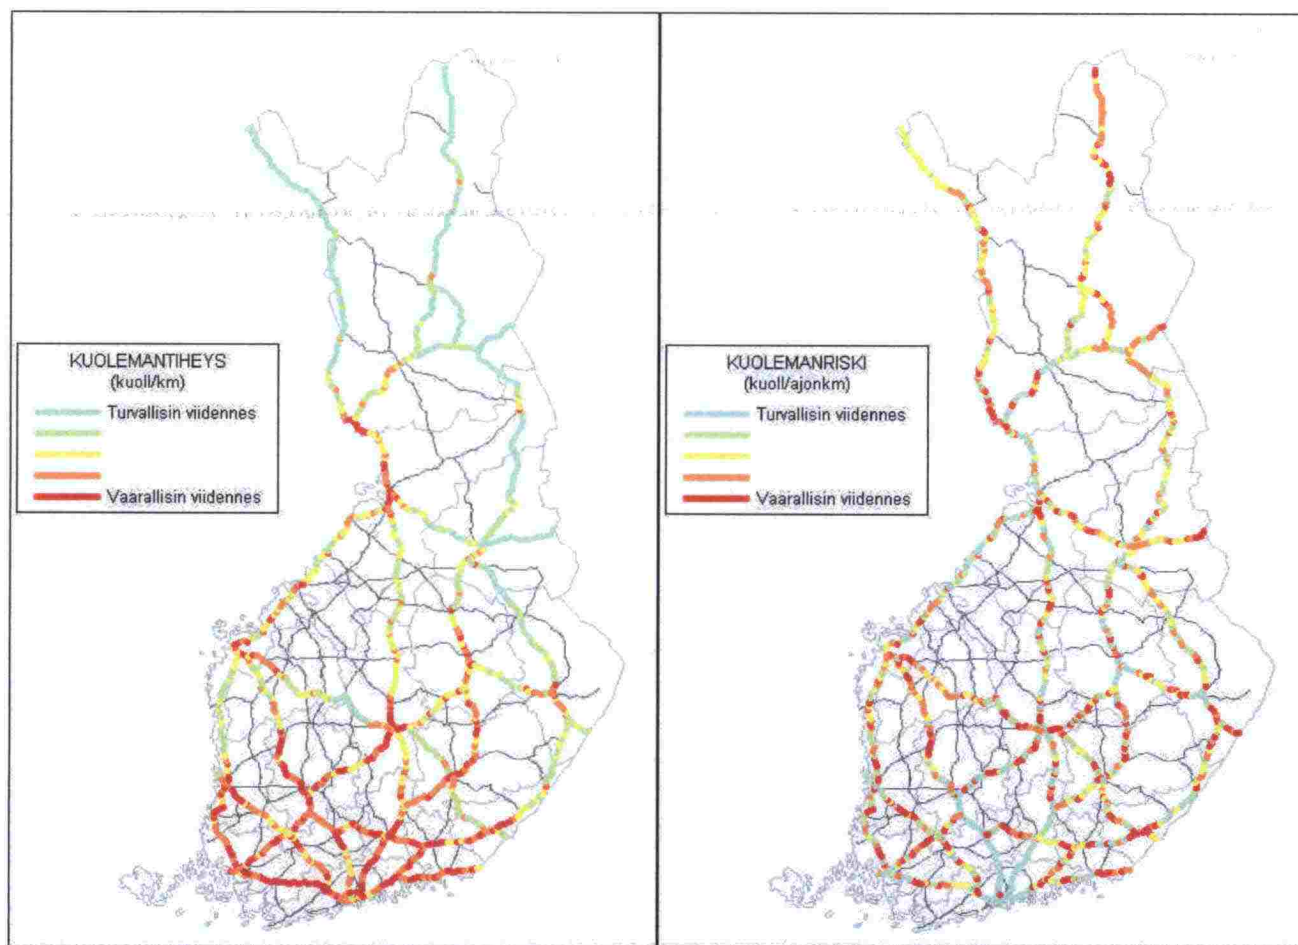 KUOLEMANTIHEYS
(kuoll/km)
Turvallisin viidennes
Vaarallisin viidennes
KUOLEMANRISKI
(kuoll/ajonkm)
Turvallisin viidennes
Vaarallisin viidennes